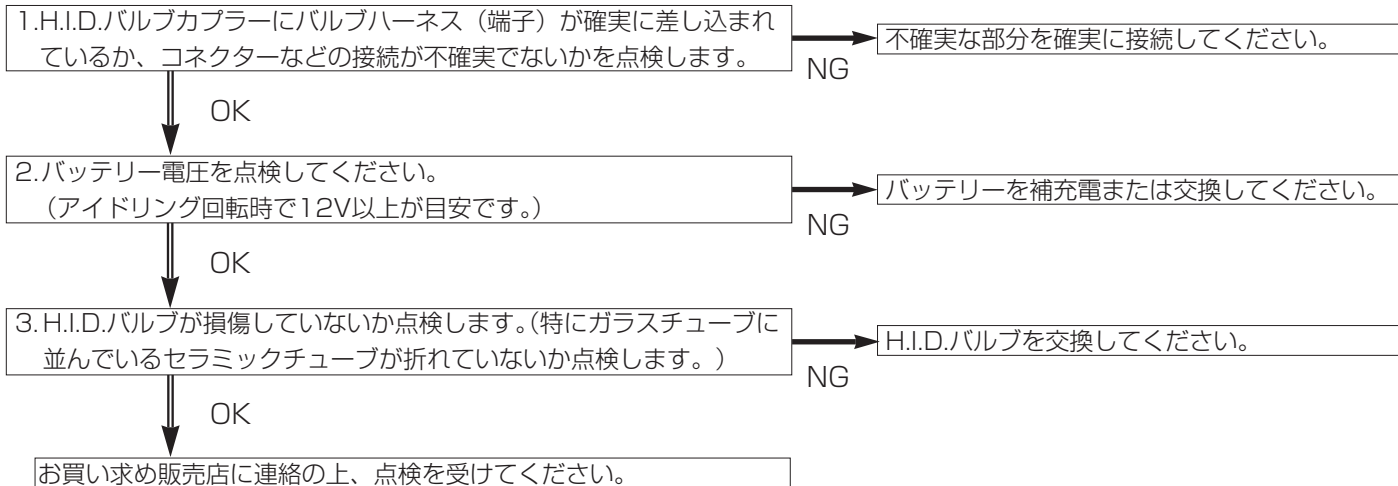 1.H.I.D.バルブカプラーにバルブハーネス（端子）が確実に差し込まれ
ているか、コネクターなどの接続が不確実でないかを点検します。
NG
不確実な部分を確実に接続してください。
OK
2.バッテリー電圧を点検してください。
（アイドリング回転時で12V以上が目安です。）
NG
バッテリーを補充電または交換してください。
OK
3.H.I.D.バルブが損傷していないか点検します。（特にガラスチューブに
並んでいるセラミックチューブが折れていないか点検します。）
NG
H.I.D.バルブを交換してください。
OK
お買い求め販売店に連絡の上、点検を受けてください。